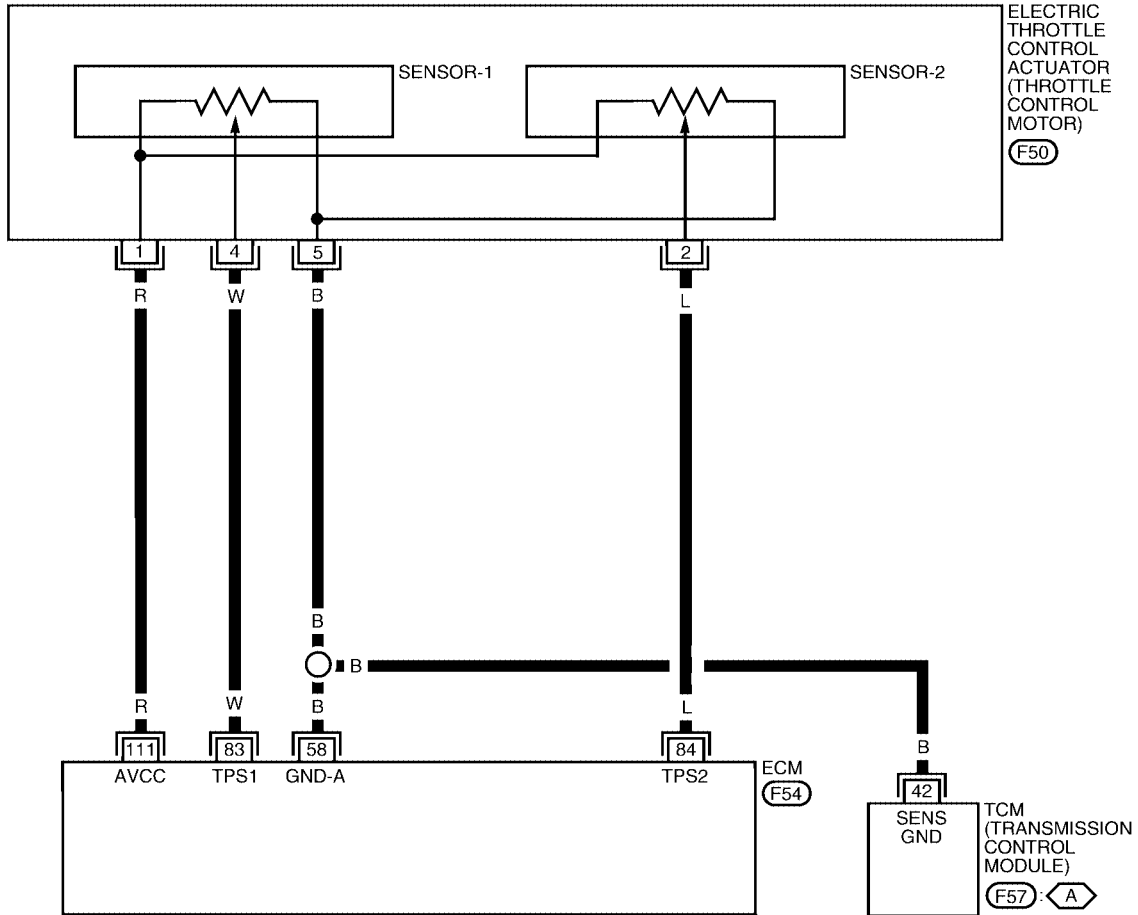 ELECTRIC
THROTTLE
CONTROL
ACTUATOR
(THROTTLE
CONTROL
MOTOR)
F50
SENSOR-1
SENSOR-2
1
4
5
2
R
W
B
L
B
B
R
W
B
L
B
111
83
58
84
AVCC
TPS1
GND-A
TPS2
ECM
F54
42
SENS
GND
TCM
(TRANSMISSION
CONTROL
MODULE)
F57 : A